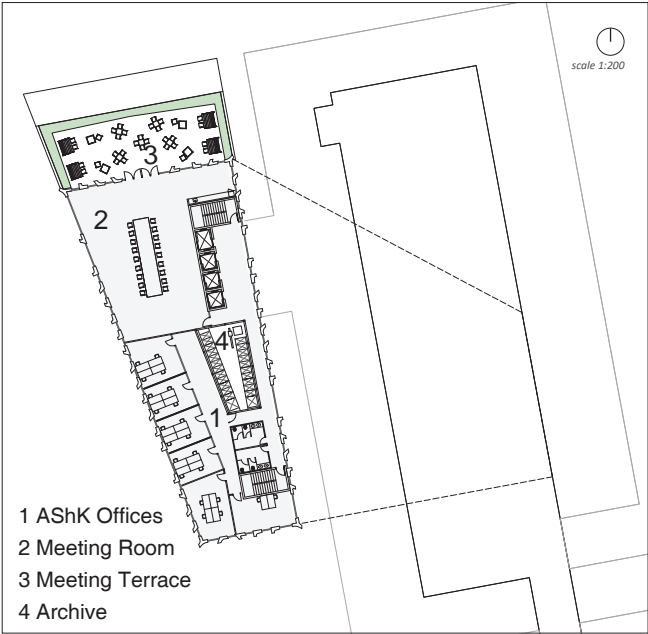 scale 1:200
3
2
4
1
1 AShK Offices
2 Meeting Room
3 Meeting Terrace
4 Archive